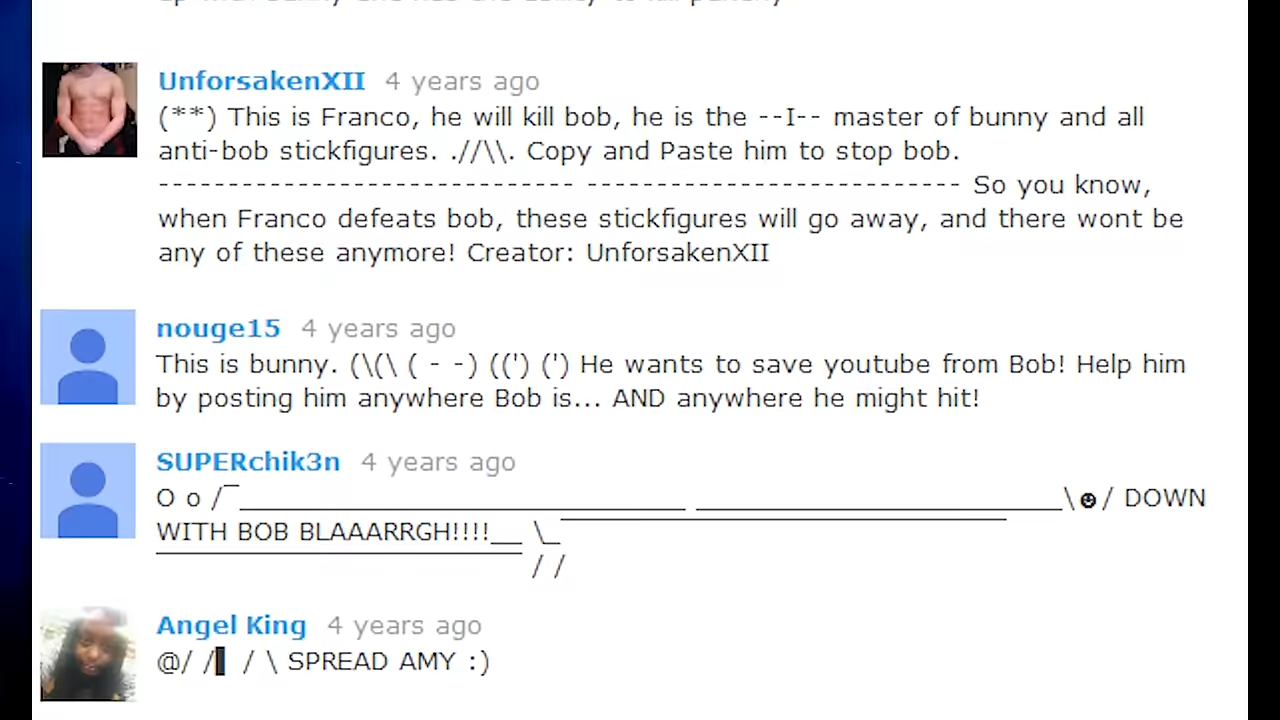 UnforsakenXII 4 years ago
(**) This is Franco, he will kill bob, he is the --I-- master of bunny and all
anti-bob stickfigures. .//\\. Copy and Paste him to stop bob.
------------------------------ --------------------------- So you know,
when Franco defeats bob, these stickfigures will go away, and there wont be
any of these anymore! Creator: UnforsakenXII
nouge15 4 years ago
This is bunny. (\(\ ( - -) ((') (') He wants to save youtube from Bob! Help him
by posting him anywhere Bob is... AND anywhere he might hit!
SUPERchik3n 4 years ago
O o /¯________________________________ __________________________\☻/ DOWN
WITH BOB BLAAARRGH!!!!__ \_
/ /
Angel King 4 years ago
@/ /▌ / \ SPREAD AMY :)